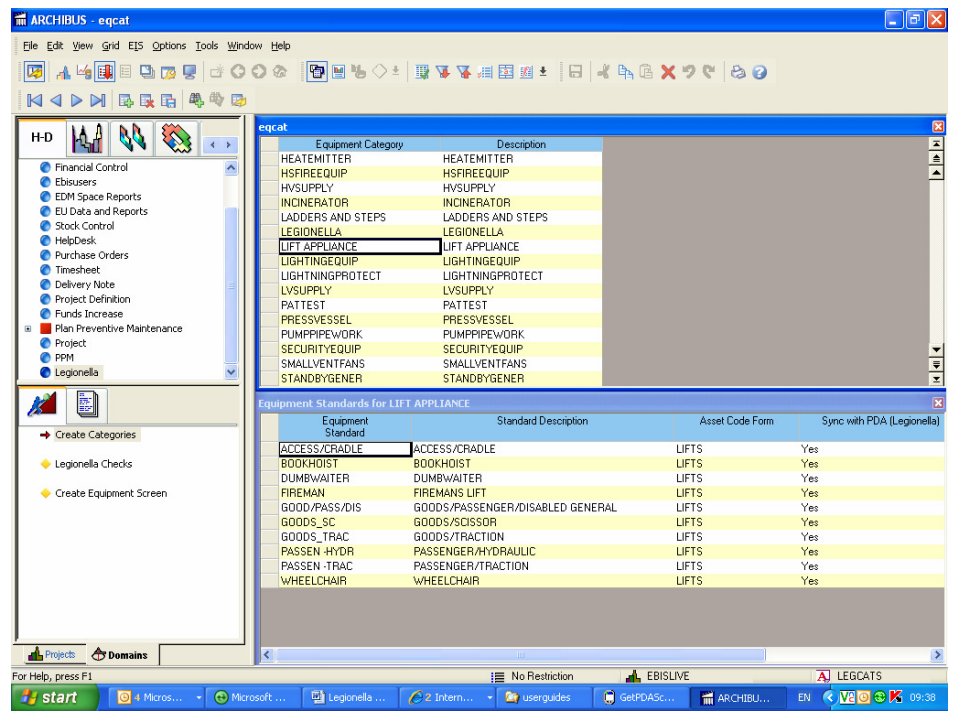 ARCHIBUS - eqcat
File Edit View Grid EIS Options Tools Window Help
H-D
Financial Control
Ebisusers
EDM Space Reports
EU Data and Reports
Stock Control
HelpDesk
Purchase Orders
Timesheet
Delivery Note
Project Definition
Funds Increase
Plan Preventive Maintenance
Project
PPM
Legionella
Create Categories
Legionella Checks
Create Equipment Screen
Projects Domains
eqcat
Equipment Category Description
HEATEMITTER HEATEMITTER
HSFIREEQUIP HSFIREEQUIP
HVSUPPLY HVSUPPLY
INCINERATOR INCINERATOR
LADDERS AND STEPS LADDERS AND STEPS
LEGIONELLA LEGIONELLA
LIFT APPLIANCE LIFT APPLIANCE
LIGHTINGEQUIP LIGHTINGEQUIP
LIGHTNINGPROTECT LIGHTNINGPROTECT
LVSUPPLY LVSUPPLY
PATTEST PATTEST
PRESSVESSEL PRESSVESSEL
PUMPPIPEWORK PUMPPIPEWORK
SECURITYEQUIP SECURITYEQUIP
SMALLVENTFANS SMALLVENTFANS
STANDBYGENER STANDBYGENER
Equipment Standards for LIFT APPLIANCE
Equipment Standard Standard Description Asset Code Form Sync with PDA (Legionella)
ACCESS/CRADLE ACCESS/CRADLE LIFTS Yes
BOOKHOIST BOOKHOIST LIFTS Yes
DUMBWAITER DUMBWAITER LIFTS Yes
FIREMAN FIREMANS LIFT LIFTS Yes
GOOD/PASS/DIS GOODS/PASSENGER/DISABLED GENERAL LIFTS Yes
GOODS_SC GOODS/SCISSOR LIFTS Yes
GOODS_TRAC GOODS/TRACTION LIFTS Yes
PASSEN -HYDR PASSENGER/HYDRAULIC LIFTS Yes
PASSEN -TRAC PASSENGER/TRACTION LIFTS Yes
WHEELCHAIR WHEELCHAIR LIFTS Yes
For Help, press F1 No Restriction EBISLIVE LEGCATS
start 4 Micros... Microsoft ... Legionella ... 2 Intern... userguides GetPDASc... ARCHIBU... EN 09:38